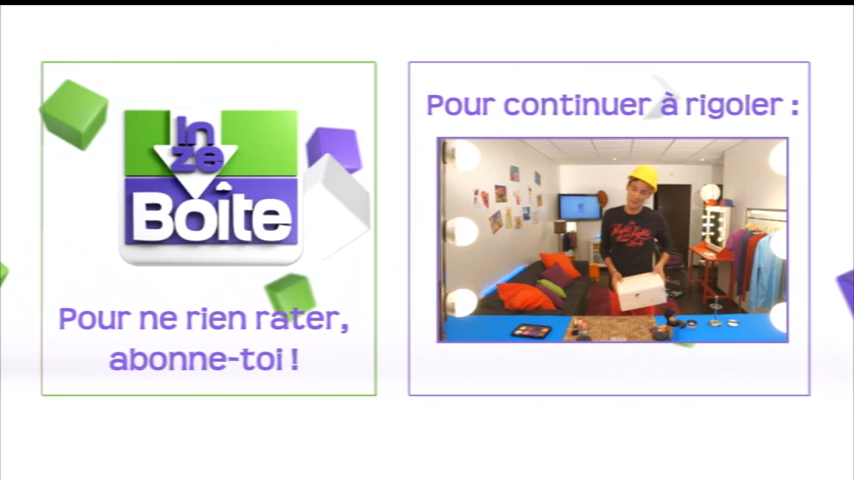 In
ze
Boîte
Pour ne rien rater,
abonne-toi !
Pour continuer à rigoler :